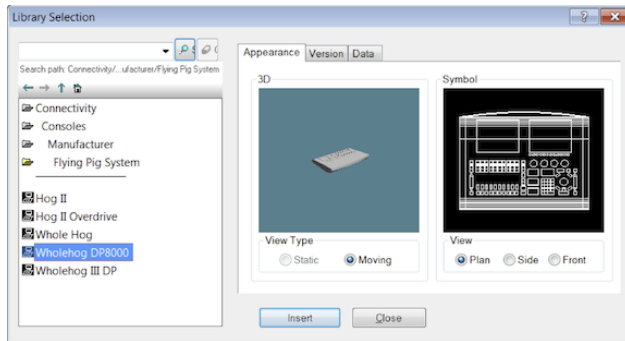 Library Selection
Search path: Connectivity/...ufacturer/Flying Pig System
Connectivity
Consoles
Manufacturer
Flying Pig System
Hog II
Hog II Overdrive
Whole Hog
Wholehog DP8000
Wholehog III DP
Appearance
Version
Data
3D
View Type
Static
Moving
Symbol
View
Plan
Side
Front
Insert
Close